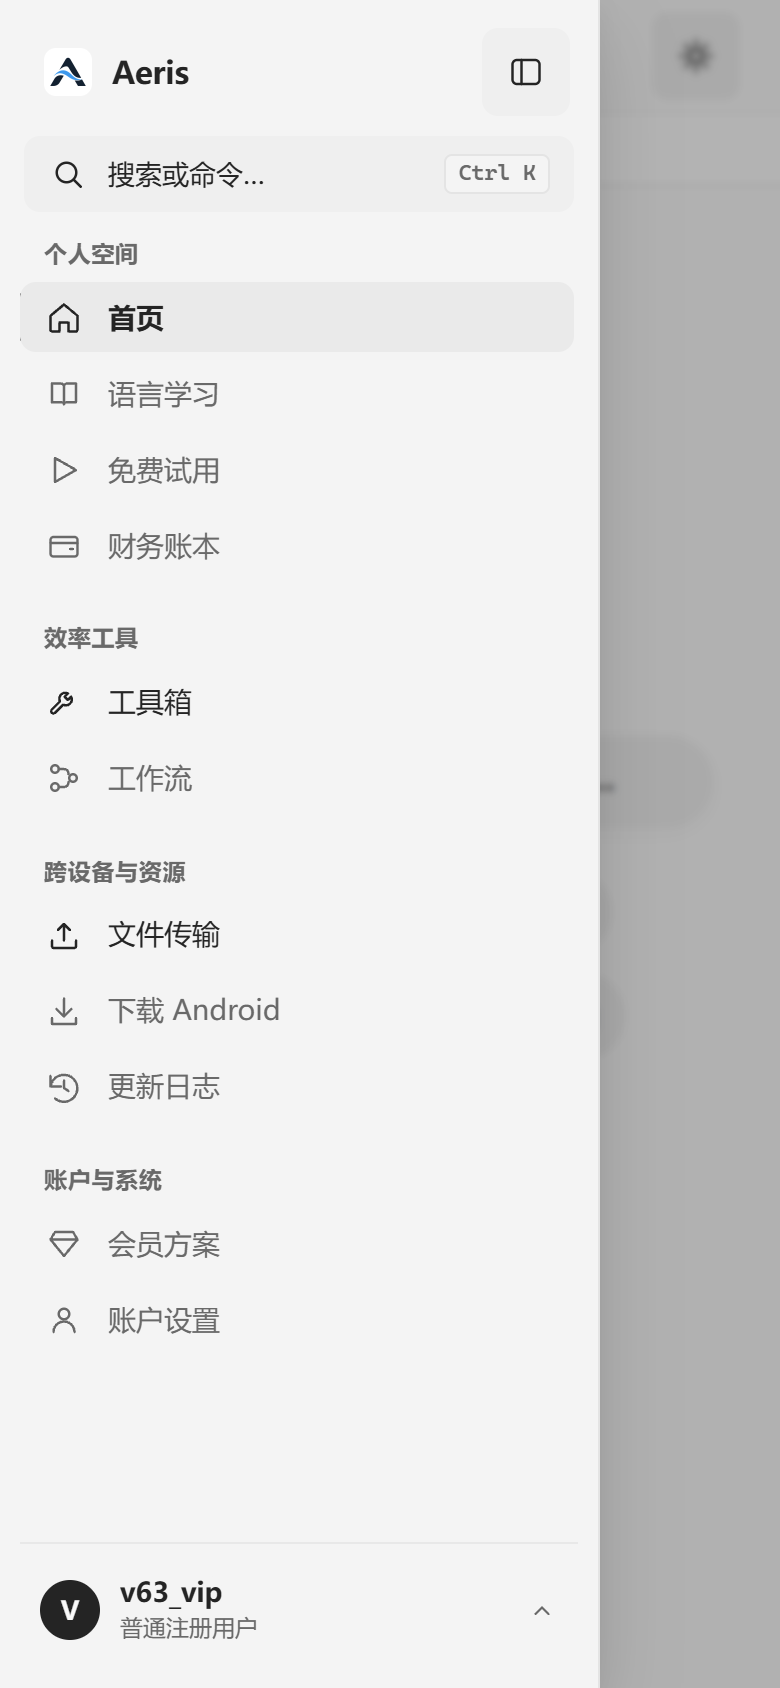 Aeris
搜索或命令...
Ctrl K
个人空间
首页
语言学习
免费试用
财务账本
效率工具
工具箱
工作流
跨设备与资源
文件传输
下载 Android
更新日志
账户与系统
会员方案
账户设置
V
v63_vip
普通注册用户